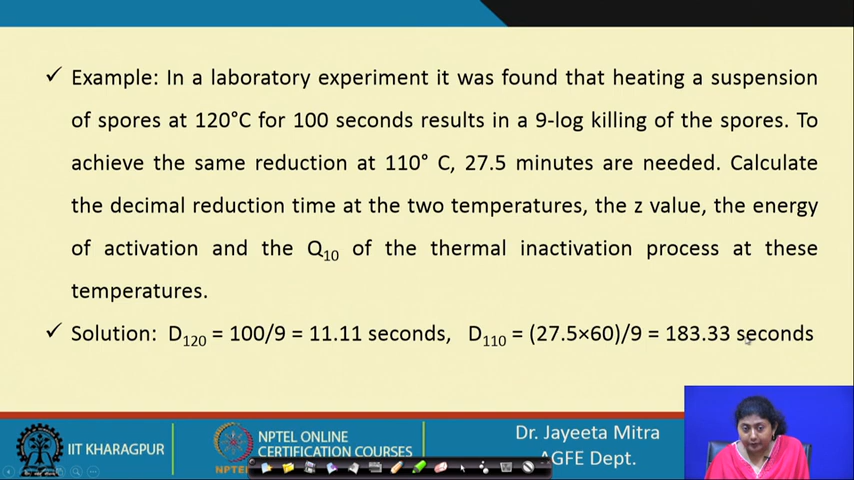 ✓ Example: In a laboratory experiment it was found that heating a suspension
of spores at 120°C for 100 seconds results in a 9-log killing of the spores. To
achieve the same reduction at 110° C, 27.5 minutes are needed. Calculate
the decimal reduction time at the two temperatures, the z value, the energy
of activation and the Q₁₀ of the thermal inactivation process at these
temperatures.
✓ Solution: D₁₂₀ = 100/9 = 11.11 seconds, D₁₁₀ = (27.5×60)/9 = 183.33 seconds
IIT KHARAGPUR
NPTEL
NPTEL ONLINE
CERTIFICATION COURSES
Dr. Jayeeta Mitra
AGFE Dept.